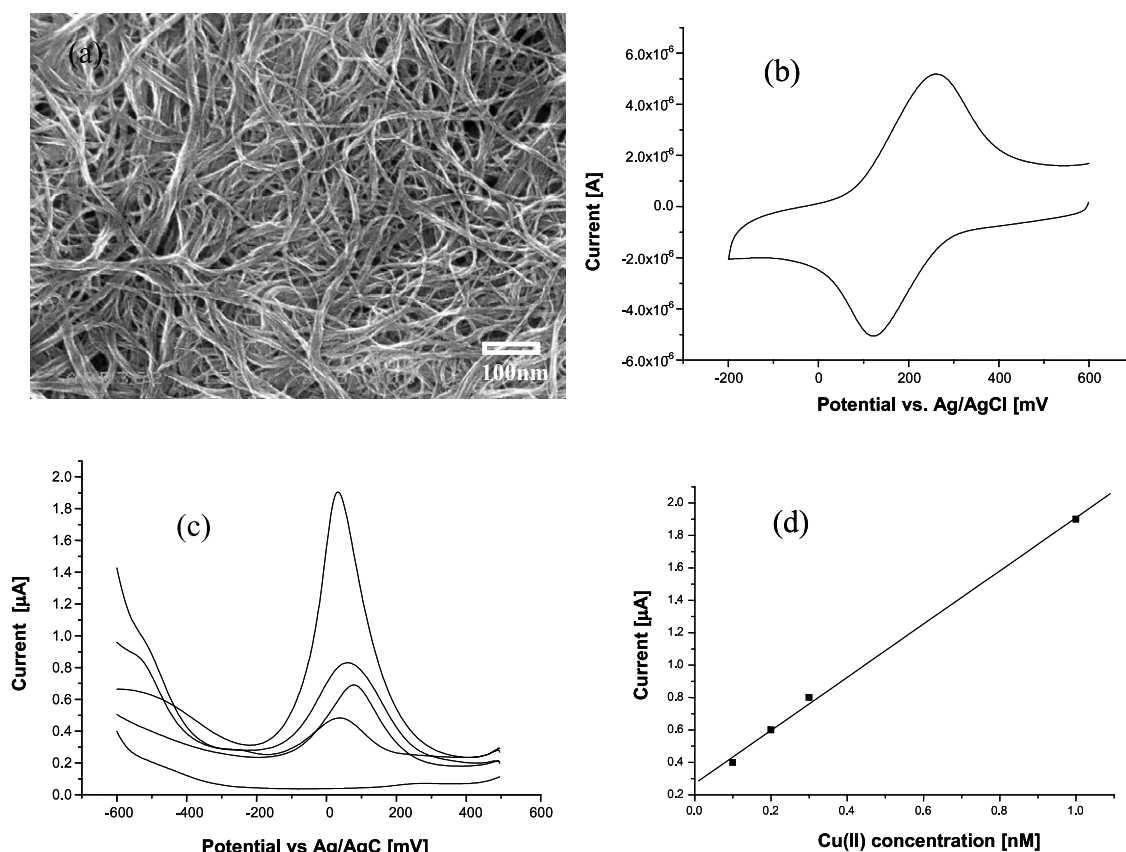 (a)
100nm
(b)
6.0x10-6
4.0x10-6
2.0x10-6
0.0
-2.0x10-6
-4.0x10-6
-6.0x10-6
Current [A]
-200 0 200 400 600
Potential vs. Ag/AgCl [mV
(c)
2.0
1.8
1.6
1.4
1.2
1.0
0.8
0.6
0.4
0.2
0.0
Current [µA]
-600 -400 -200 0 200 400 600
Potential vs Ag/AgC [mV]
(d)
2.0
1.8
1.6
1.4
1.2
1.0
0.8
0.6
0.4
0.2
Current [µA]
0.0 0.2 0.4 0.6 0.8 1.0
Cu(II) concentration [nM]